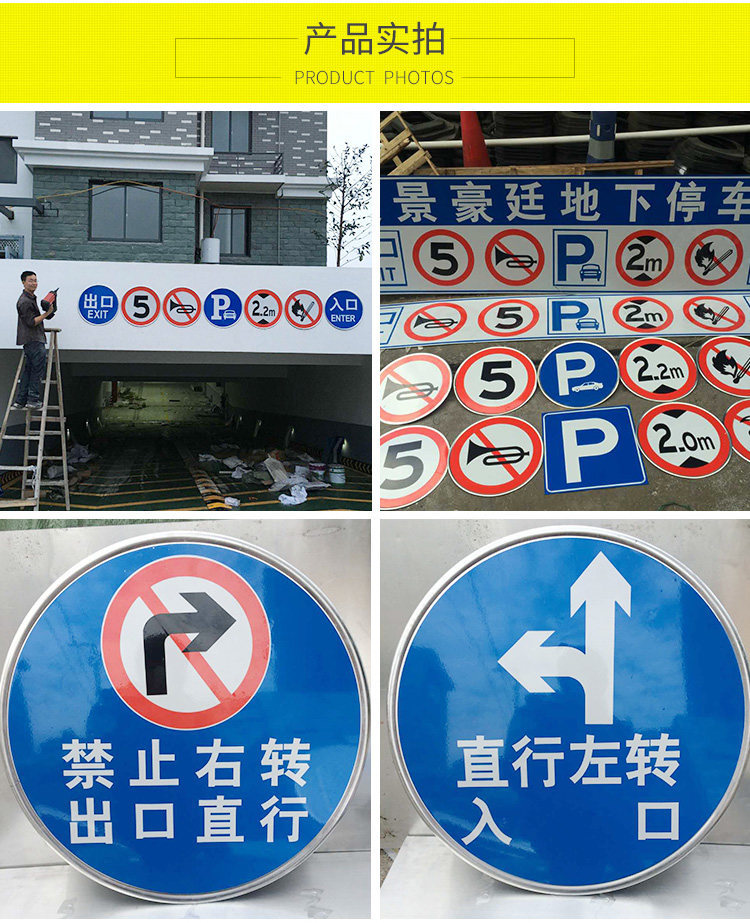 产品实拍
PRODUCT PHOTOS
出口
EXIT
5
P
2.2m
入口
ENTER
景豪廷地下停车
IT
5
P
2m
5
P
2m
5
P
2.2m
5
P
2.0m
禁止右转
出口直行
直行左转
入口